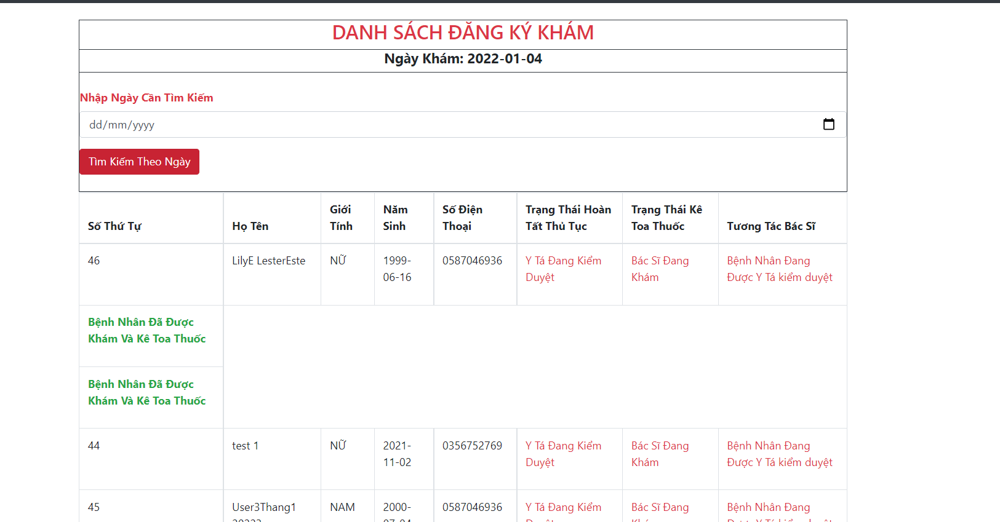 DANH SÁCH ĐĂNG KÝ KHÁM
Ngày Khám: 2022-01-04
Nhập Ngày Cần Tìm Kiếm
dd/mm/yyyy
Tìm Kiếm Theo Ngày
Số Thứ Tự
Họ Tên
Giới
Tính
Năm
Sinh
Số Điện
Thoại
Trạng Thái Hoàn
Tất Thủ Tục
Trạng Thái Kê
Toa Thuốc
Tương Tác Bác Sĩ
46
LilyE LesterEste
NỮ
1999-
06-16
0587046936
Y Tá Đang Kiểm
Duyệt
Bác Sĩ Đang
Khám
Bệnh Nhân Đang
Được Y Tá kiểm duyệt
Bệnh Nhân Đã Được
Khám Và Kê Toa Thuốc
Bệnh Nhân Đã Được
Khám Và Kê Toa Thuốc
44
test 1
NỮ
2021-
11-02
0356752769
Y Tá Đang Kiểm
Duyệt
Bác Sĩ Đang
Khám
Bệnh Nhân Đang
Được Y Tá kiểm duyệt
45
User3Thang1
NAM
2000-
0587046936
Y Tá Đang Kiểm
Bác Sĩ Đang
Bệnh Nhân Đang